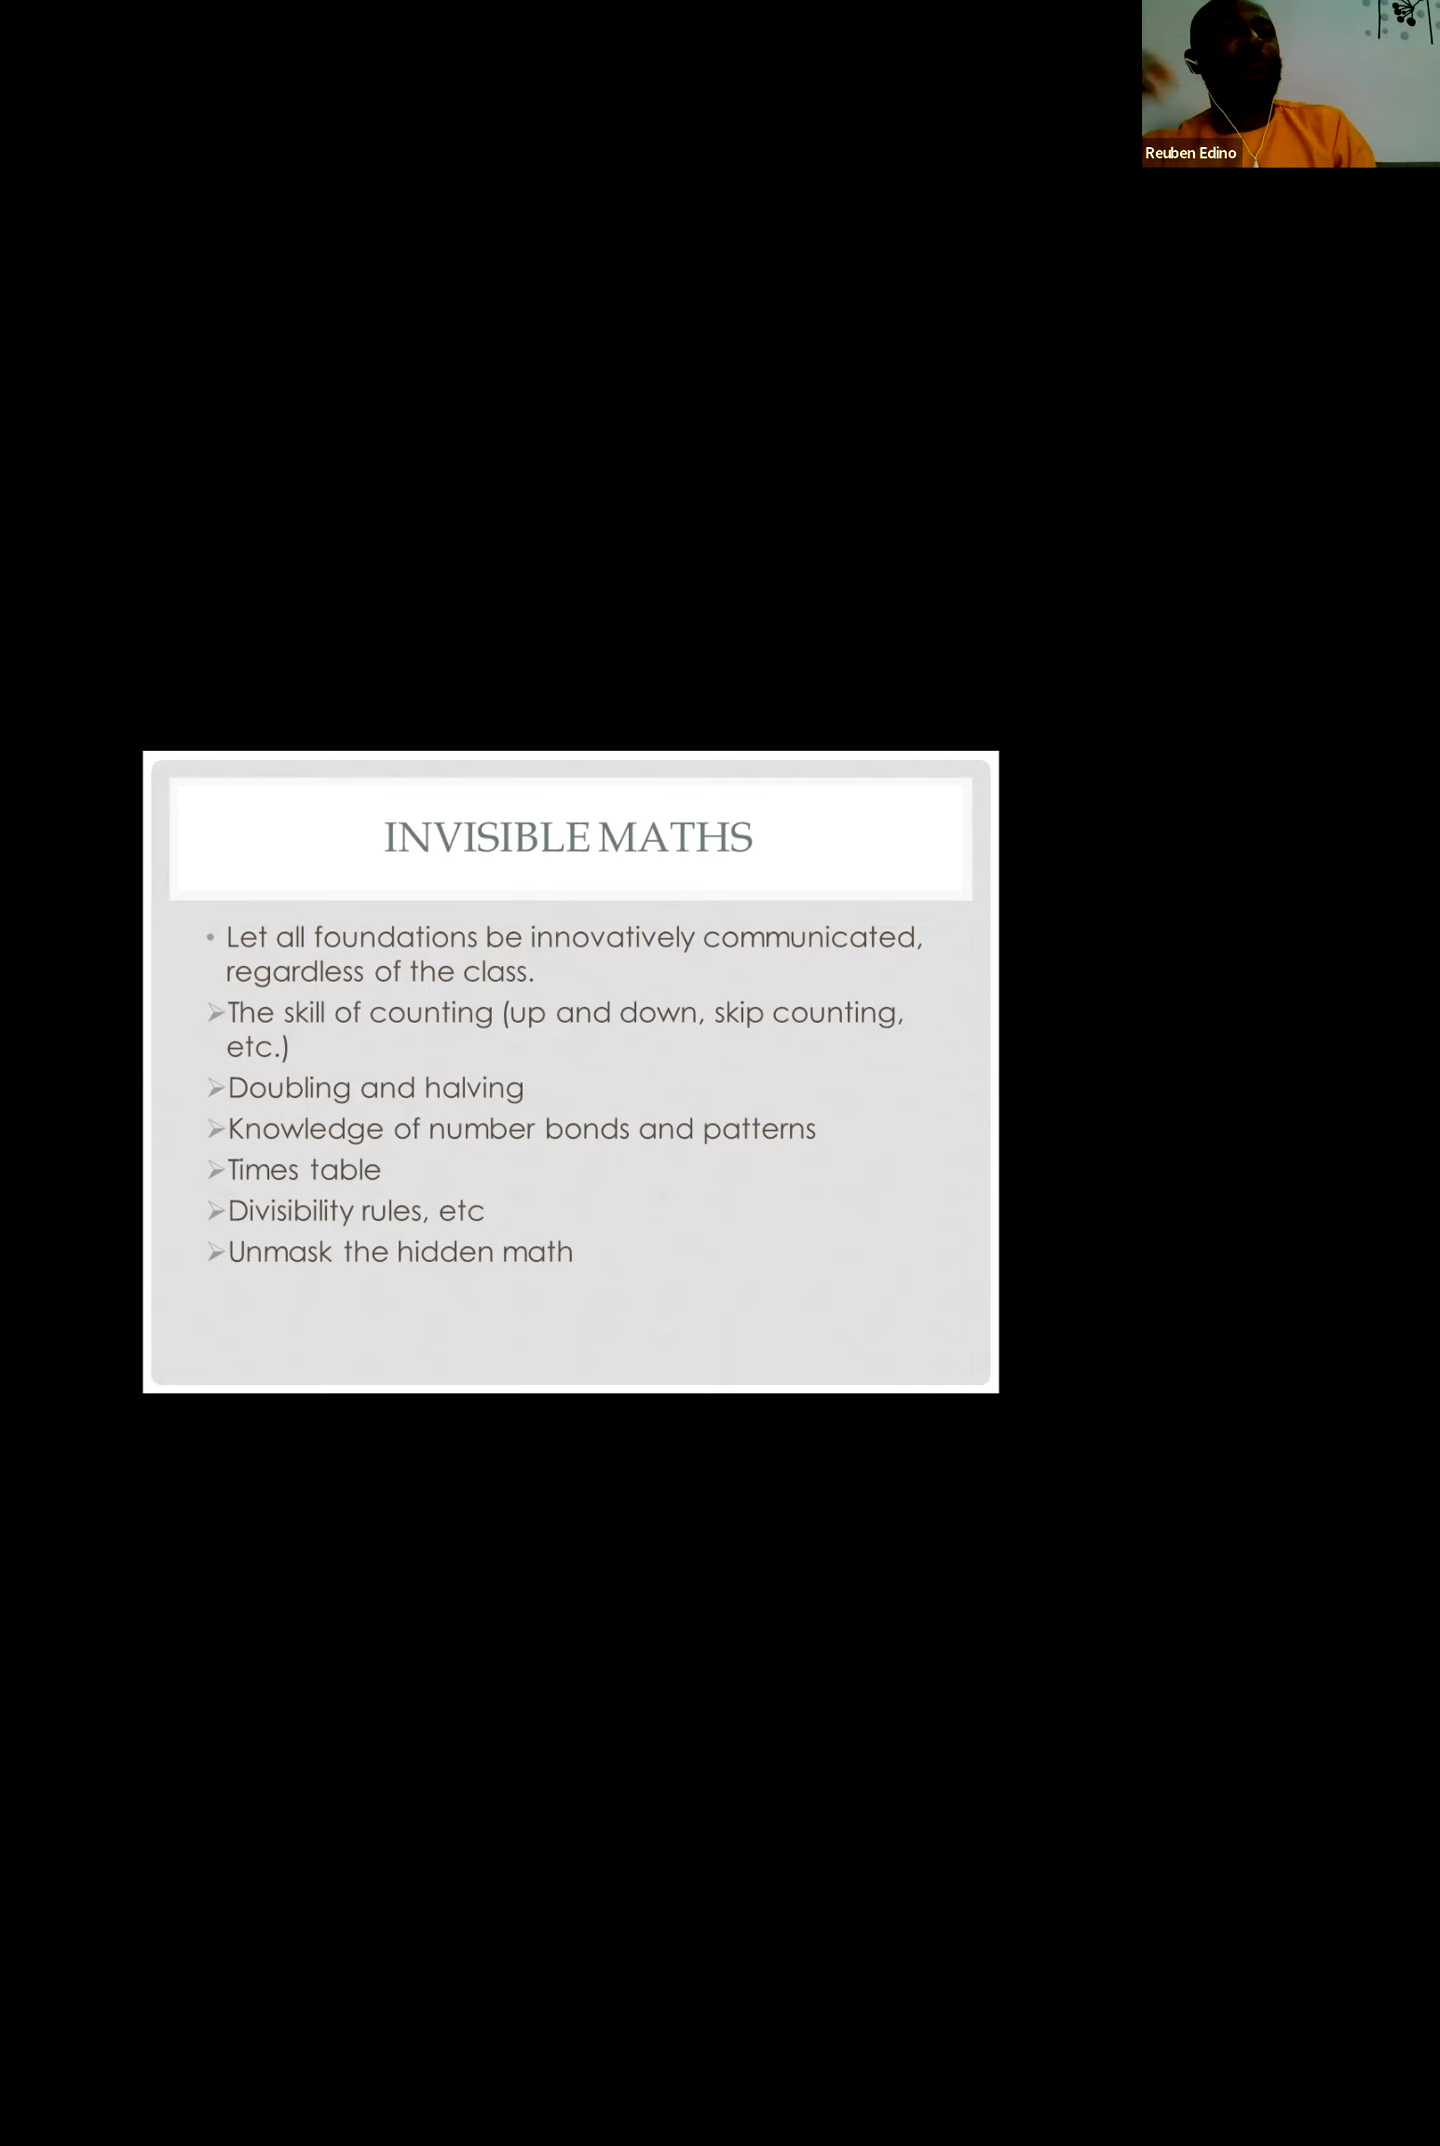 Reuben Edino
INVISIBLE MATHS
• Let all foundations be innovatively communicated,
regardless of the class.
➢The skill of counting (up and down, skip counting,
etc.)
➢Doubling and halving
➢Knowledge of number bonds and patterns
➢Times table
➢Divisibility rules, etc
➢Unmask the hidden math